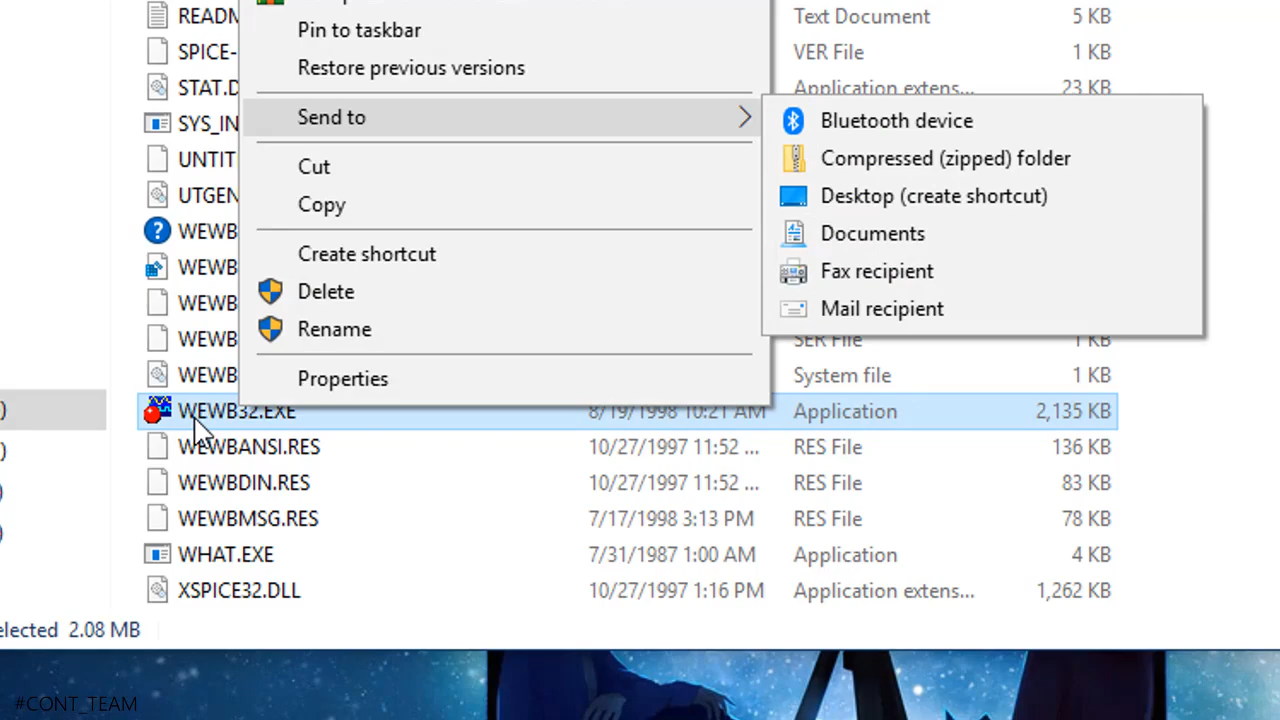 READM Text Document 5 KB
Pin to taskbar
SPICE- VER File 1 KB
Restore previous versions
STAT.D Application extens... 23 KB
Send to
Bluetooth device
SYS_IN
Compressed (zipped) folder
UNTIT
Cut
Desktop (create shortcut)
UTGEN
Copy
Documents
WEWB
Create shortcut
Fax recipient
WEWB
Delete
Mail recipient
WEWB
Rename
WEWB SER File 1 KB
WEWB System file 1 KB
Properties
WEWB32.EXE 8/19/1998 10:21 AM Application 2,135 KB
WEWBANSI.RES 10/27/1997 11:52 ... RES File 136 KB
WEWBDIN.RES 10/27/1997 11:52 ... RES File 83 KB
WEWBMSG.RES 7/17/1998 3:13 PM RES File 78 KB
WHAT.EXE 7/31/1987 1:00 AM Application 4 KB
XSPICE32.DLL 10/27/1997 1:16 PM Application extens... 1,262 KB
elected 2.08 MB
#CONT_TEAM